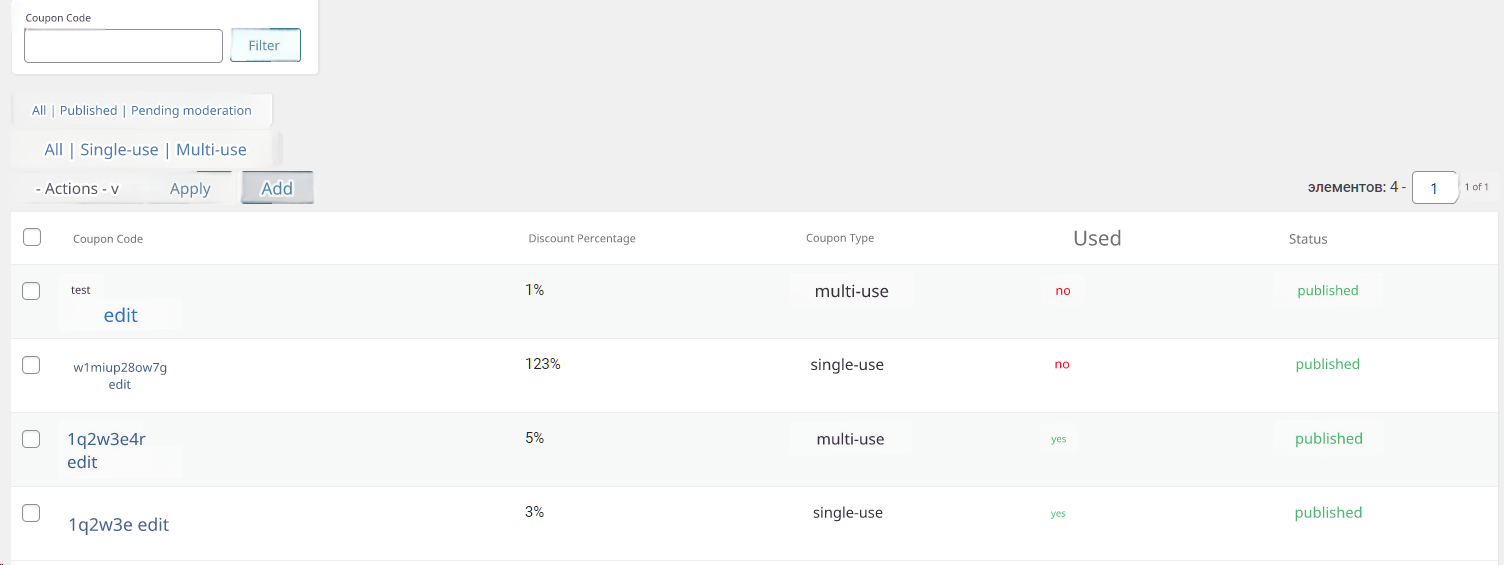 Coupon Code
Filter
All | Published | Pending moderation
All | Single-use | Multi-use
- Actions - v Apply Add элементов: 4 - 1 1 of 1
Coupon Code Discount Percentage Coupon Type Used Status
test 1% multi-use no published
edit
w1miup28ow7g 123% single-use no published
edit
1q2w3e4r 5% multi-use yes published
edit
1q2w3e edit 3% single-use yes published